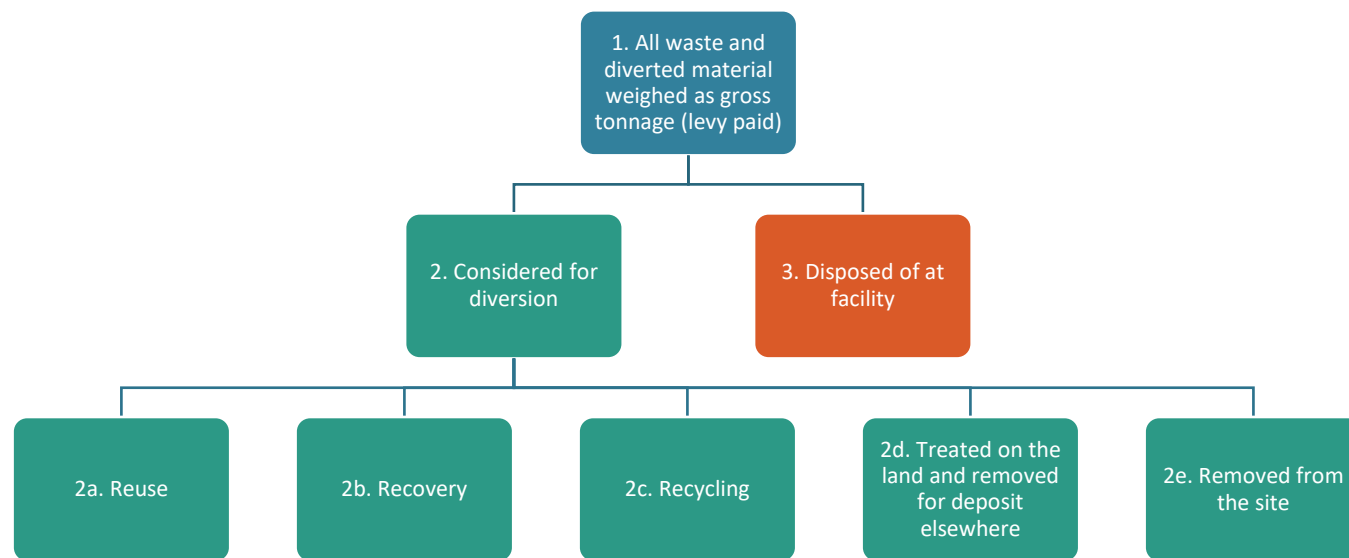 1. All waste and
diverted material
weighed as gross
tonnage (levy paid)
2. Considered for
diversion
3. Disposed of at
facility
2a. Reuse
2b. Recovery
2c. Recycling
2d. Treated on the
land and removed
for deposit
elsewhere
2e. Removed from
the site